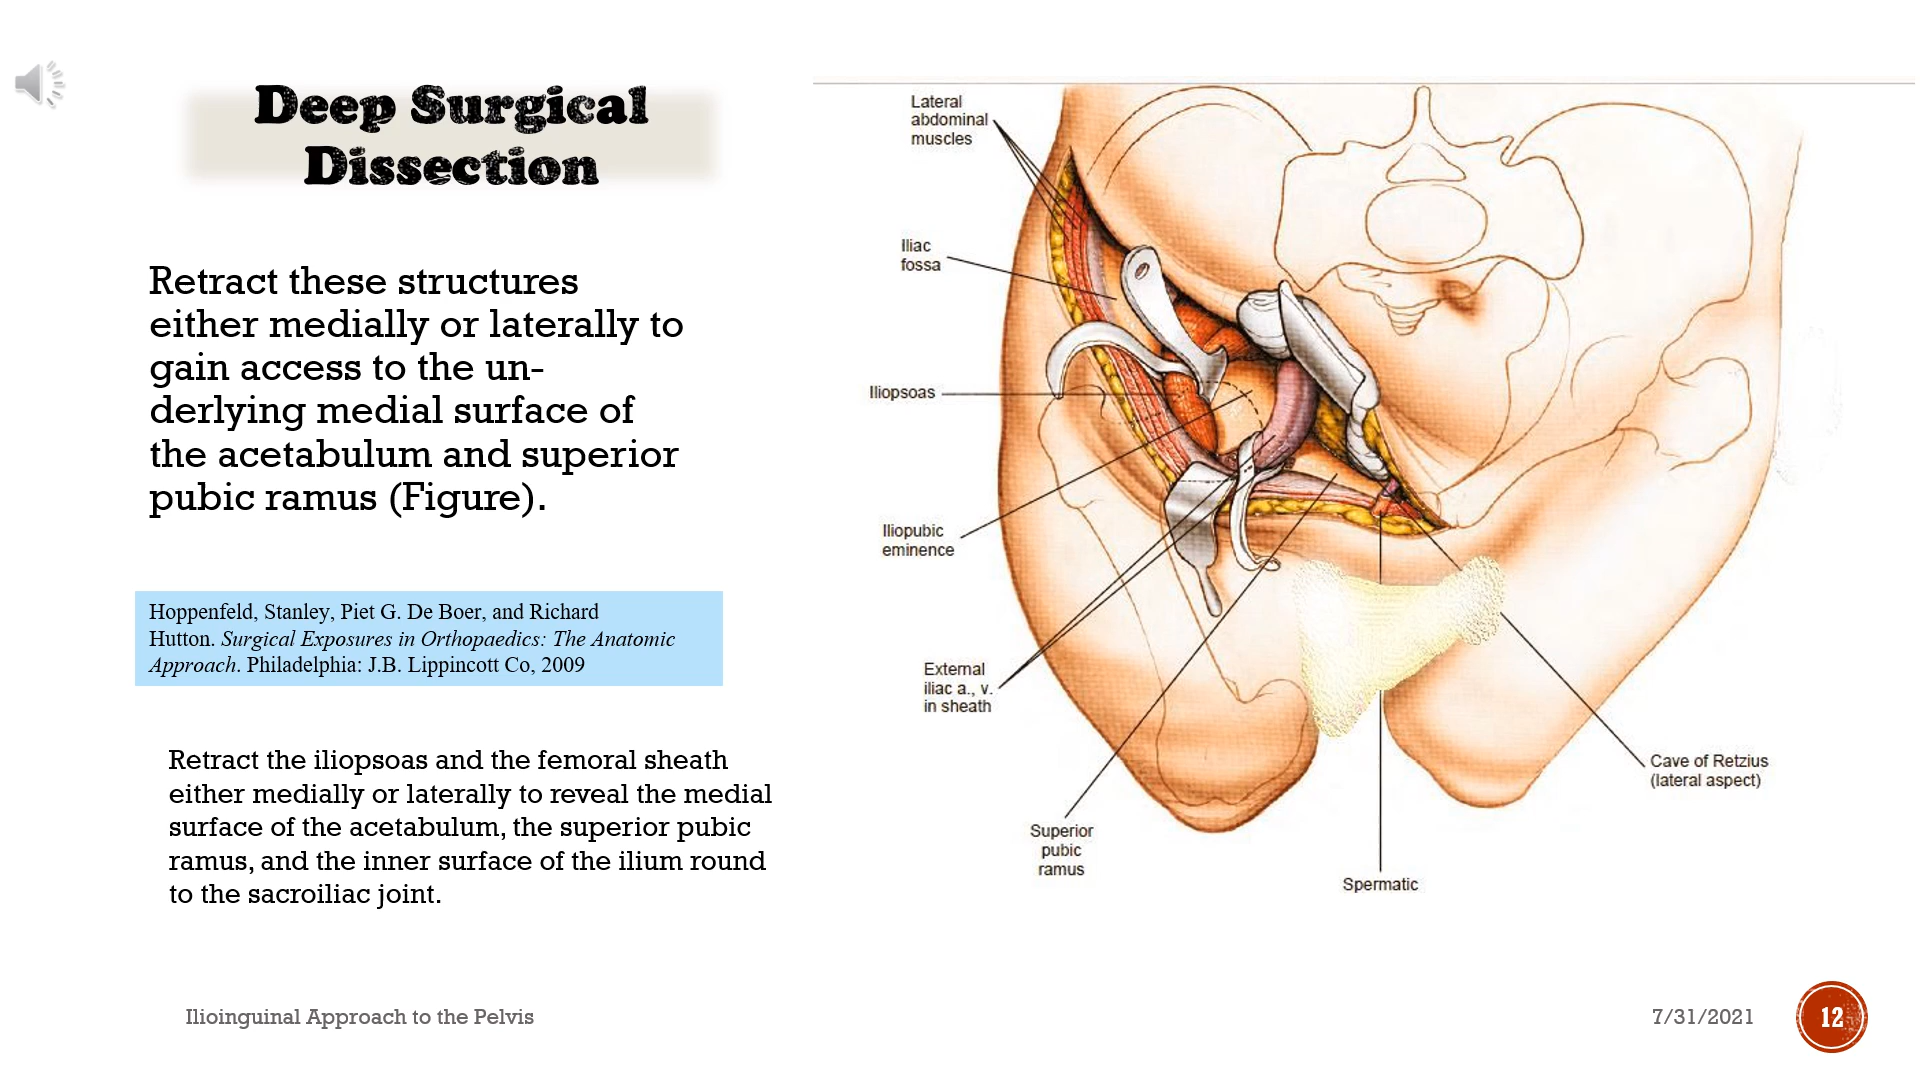 Deep Surgical
Dissection
Retract these structures
either medially or laterally to
gain access to the un-
derlying medial surface of
the acetabulum and superior
pubic ramus (Figure).
Hoppenfeld, Stanley, Piet G. De Boer, and Richard
Hutton. Surgical Exposures in Orthopaedics: The Anatomic
Approach. Philadelphia: J.B. Lippincott Co, 2009
Retract the iliopsoas and the femoral sheath
either medially or laterally to reveal the medial
surface of the acetabulum, the superior pubic
ramus, and the inner surface of the ilium round
to the sacroiliac joint.
Lateral
abdominal
muscles
Iliac
fossa
Iliopsoas
Iliopubic
eminence
External
iliac a., v.
in sheath
Superior
pubic
ramus
Spermatic
Cave of Retzius
(lateral aspect)
Ilioinguinal Approach to the Pelvis
7/31/2021
12